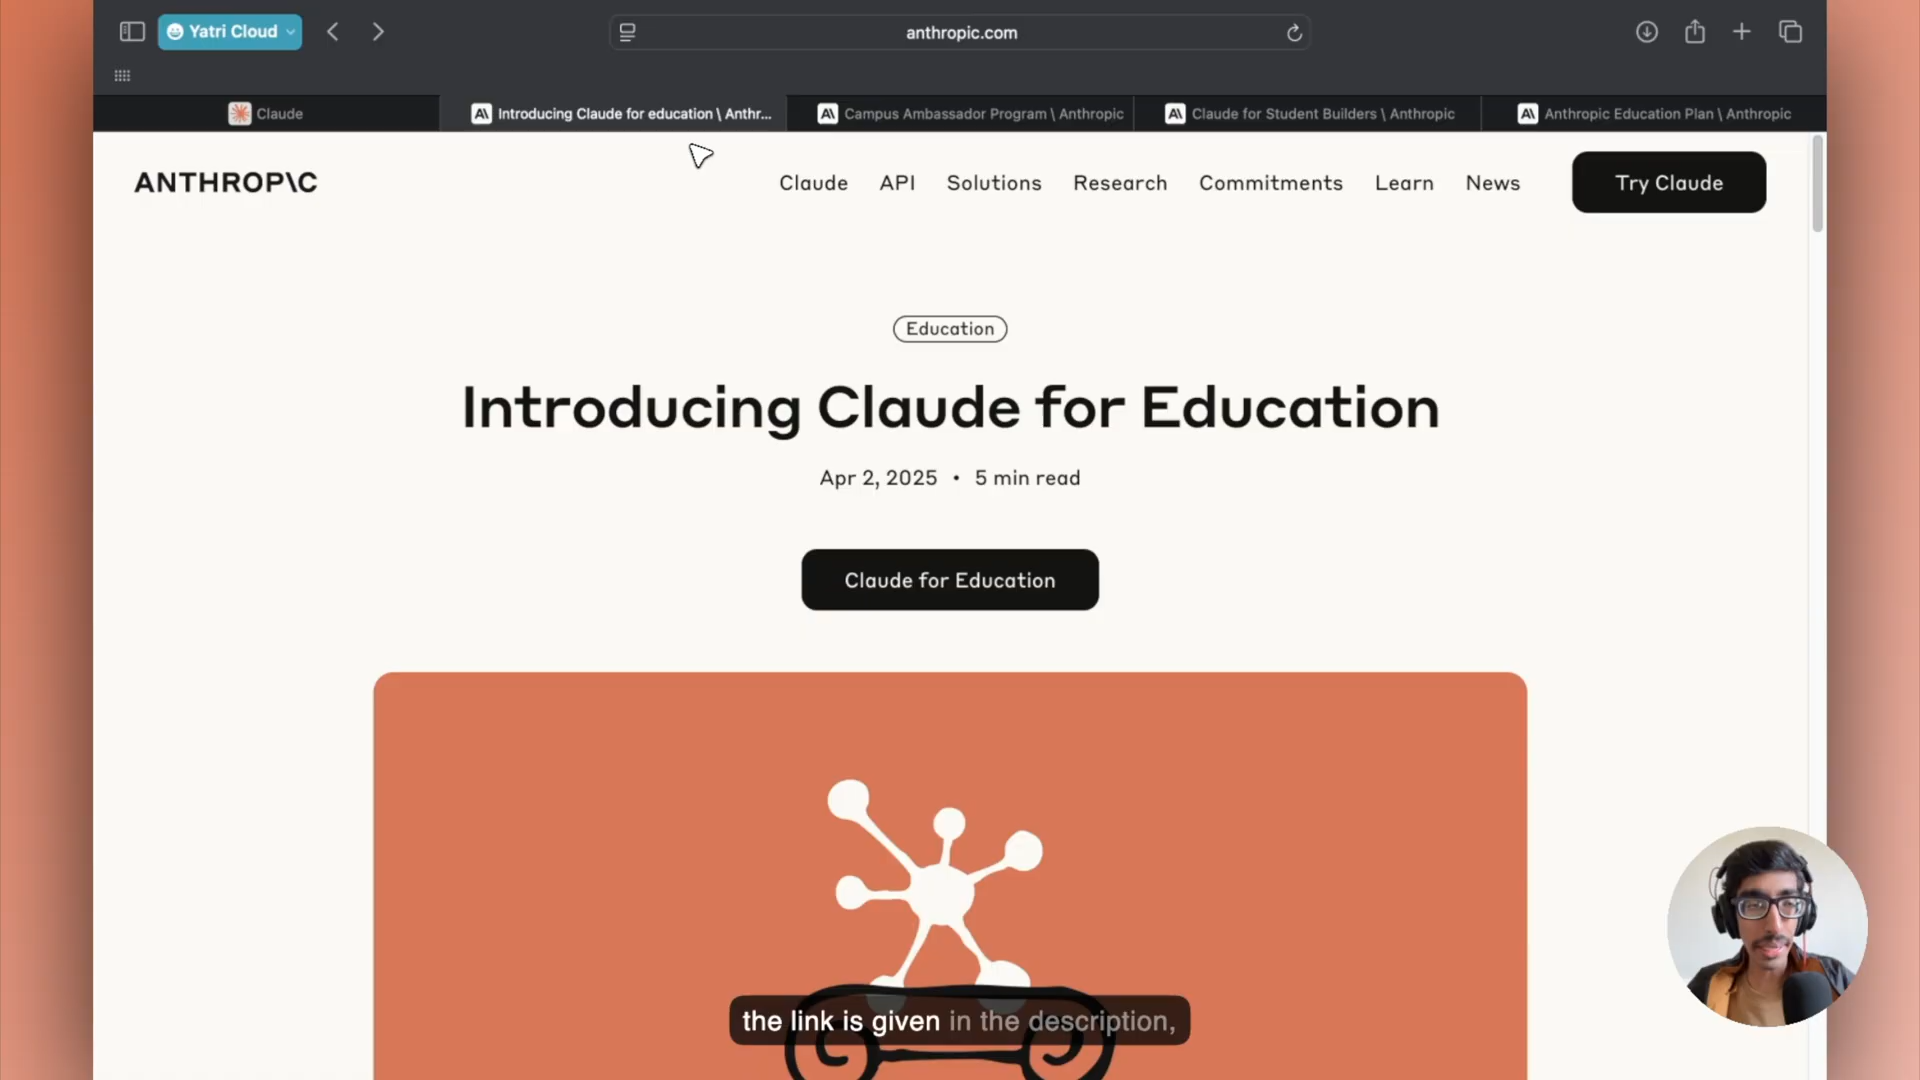 Yatri Cloud
anthropic.com
Claude
Introducing Claude for education \ Anthr...
Campus Ambassador Program \ Anthropic
Claude for Student Builders \ Anthropic
Anthropic Education Plan \ Anthropic
ANTHROP\C
Claude
API
Solutions
Research
Commitments
Learn
News
Try Claude
Education
Introducing Claude for Education
Apr 2, 2025 • 5 min read
Claude for Education
the link is given in the description,